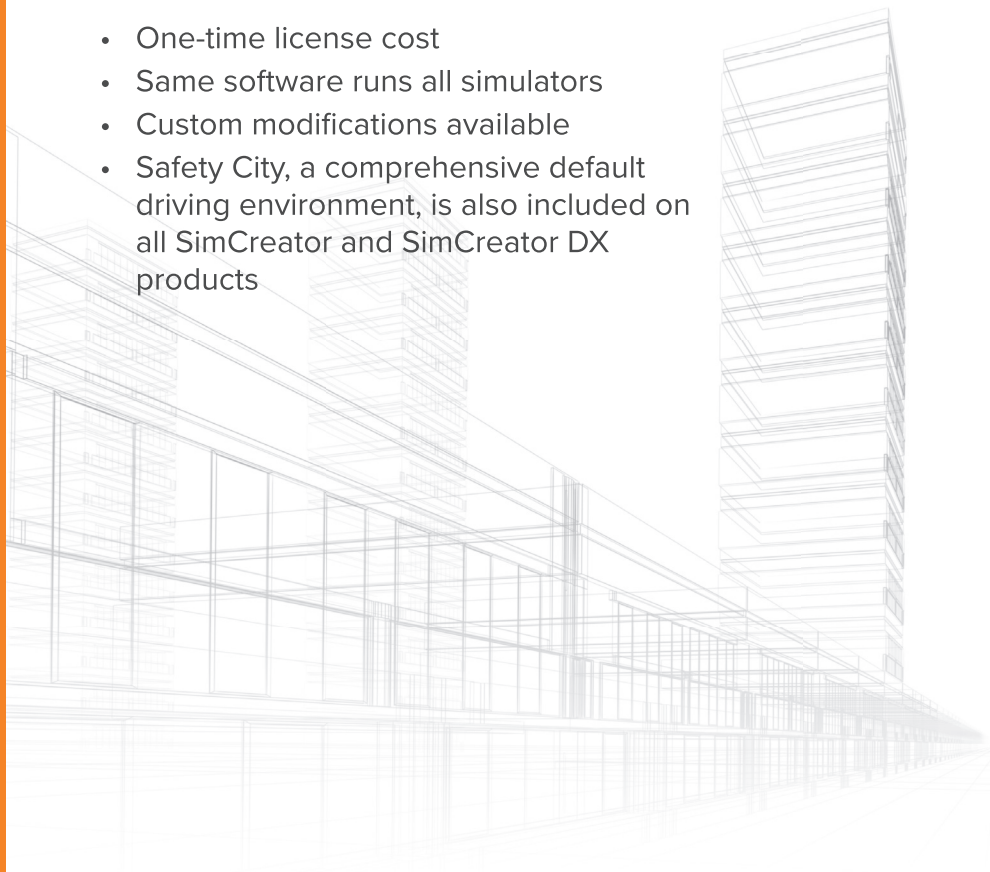 • One-time license cost
• Same software runs all simulators
• Custom modifications available
• Safety City, a comprehensive default
driving environment, is also included on
all SimCreator and SimCreator DX
products